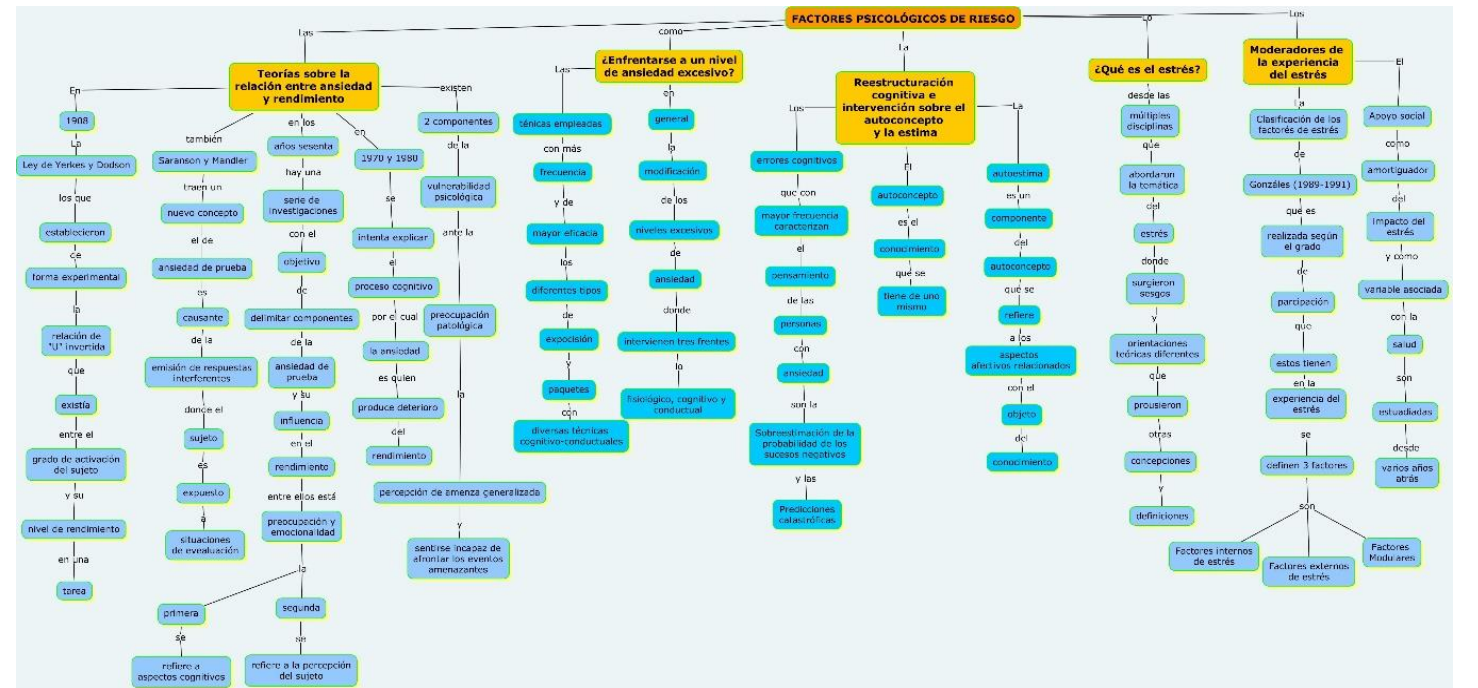 FACTORES PSICOLÓGICOS DE RIESGO
Las
Teorías sobre la
relación entre ansiedad
y rendimiento
En
1908
La
Ley de Yerkes y Dodson
los que
establecieron
de
forma experimental
la
relación de
"U" invertida
que
existía
entre el
grado de activación
del sujeto
y su
nivel de rendimiento
en una
tarea
también
Saranson y Mandler
traen un
nuevo concepto
el de
ansiedad de prueba
es
causante
de la
emisión de respuestas
interferentes
donde el
sujeto
es
expuesto
a
situaciones
de evealuación
en los
años sesenta
hay una
serie de
investigaciones
con el
objetivo
de
delimitar componentes
de la
ansiedad de
prueba
y su
influencia
en el
rendimiento
entre ellos está
preocupación y
emocionalidad
la
primera
se
refiere a
aspectos cognitivos
segunda
se
refiere a la percepción
del sujeto
en
1970 y 1980
se
intenta explicar
el
proceso cognitivo
por el cual
la ansiedad
es quien
produce deterioro
del
rendimiento
existen
2 componentes
de la
vulnerabilidad
psicológica
ante la
preocupación
patológica
la
percepción de amenza generalizada
y
sentirse incapaz de
afrontar los eventos
amenazantes
como
¿Enfrentarse a un nivel
de ansiedad excesivo?
Las
ténicas empleadas
con más
frecuencia
y de
mayor eficacia
los
diferentes tipos
de
expocisión
y
paquetes
con
diversas técnicas
cognitivo-conductuales
en
general
la
modificación
de los
niveles excesivos
de
ansiedad
donde
intervienen tres frentes
lo
fisiológico, cognitivo y
conductual
La
Reestructuración
cognitiva e
intervención sobre el
autoconcepto
y la estima
Los
errores cognitivos
que con
mayor frecuencia
caracterizan
el
pensamiento
de las
personas
con
ansiedad
son la
Sobreestimación de la
probabilidad de los
sucesos negativos
y las
Predicciones
catastróficas
El
autoconcepto
es el
conocimiento
que se
tiene de uno
mismo
La
autoestima
es un
componente
del
autoconcepto
que se
refiere
a los
aspectos
afectivos relacionados
con el
objeto
del
conocimiento
Lo
¿Qué es el estrés?
desde las
múltiples
disciplinas
que
abordaron
la temática
del
estrés
donde
surgieron
sesgos
y
orientaciones
teóricas diferentes
que
prousieron
otras
concepciones
y
definiciones
Los
Moderadores de
la experiencia
del estrés
La
Clasificación de los
factorés de estrés
de
Gonzáles (1989-1991)
que es
realizada según
el grado
de
parcipación
que
estos tienen
en la
experiencia del
estrés
se
definen 3 factores
son
Factores internos
de estrés
Factores externos
de estrés
Factores
Modulares
El
Apoyo social
como
amortiguador
del
impacto del
estrés
y como
variable asociada
con la
salud
son
estuadiadas
desde
varios años
atrás